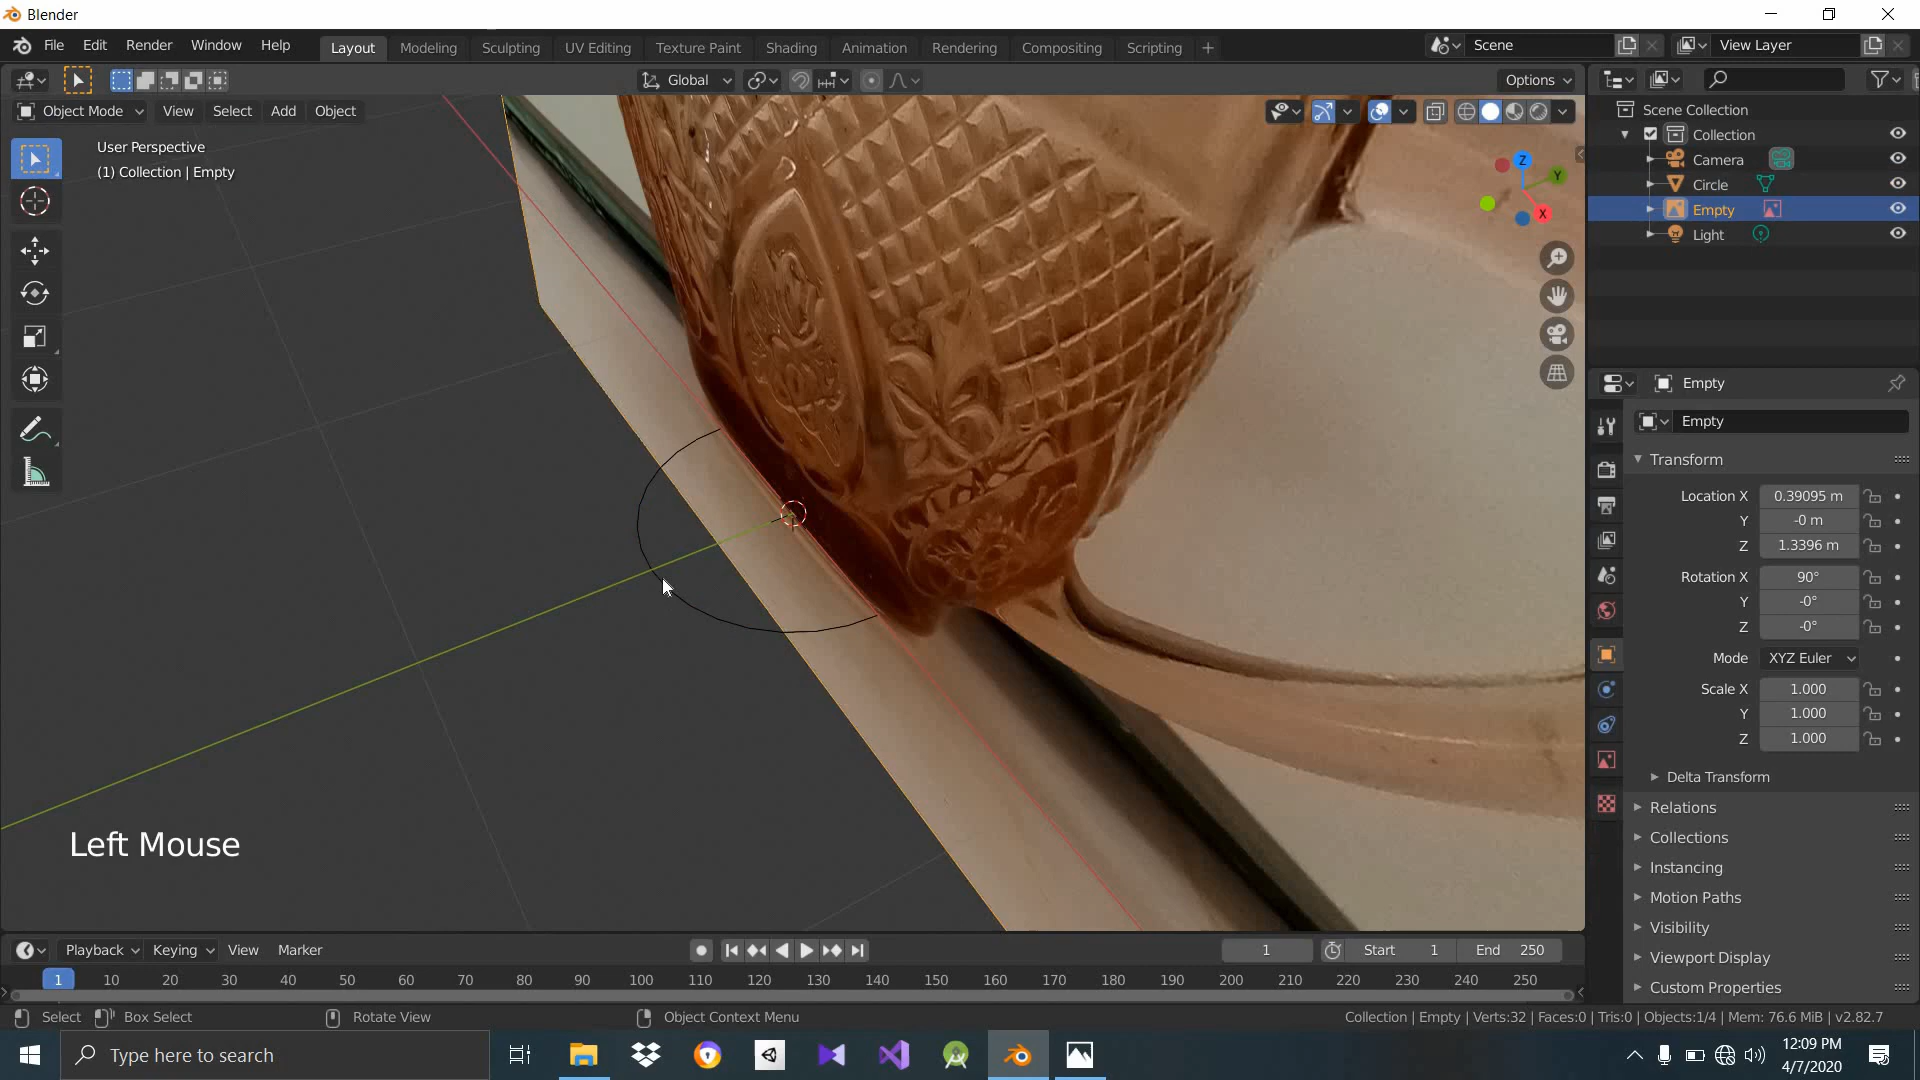 Blender
File Edit Render Window Help
Layout Modeling Sculpting UV Editing Texture Paint Shading Animation Rendering Compositing Scripting +
Scene
View Layer
Global
Options
Object Mode View Select Add Object
User Perspective
(1) Collection | Empty
Z
Y
X
Scene Collection
Collection
Camera
Circle
Empty
Light
Empty
Empty
Transform
Location X 0.39095 m
Y -0 m
Z 1.3396 m
Rotation X 90°
Y -0°
Z -0°
Mode XYZ Euler
Scale X 1.000
Y 1.000
Z 1.000
Delta Transform
Relations
Collections
Instancing
Motion Paths
Visibility
Viewport Display
Custom Properties
Left Mouse
Playback Keying View Marker
1
Start 1
End 250
1 10 20 30 40 50 60 70 80 90 100 110 120 130 140 150 160 170 180 190 200 210 220 230 240 250
Select Box Select Rotate View Object Context Menu
Collection | Empty | Verts:32 | Faces:0 | Tris:0 | Objects:1/4 | Mem: 76.6 MiB | v2.82.7
Type here to search
12:09 PM
4/7/2020